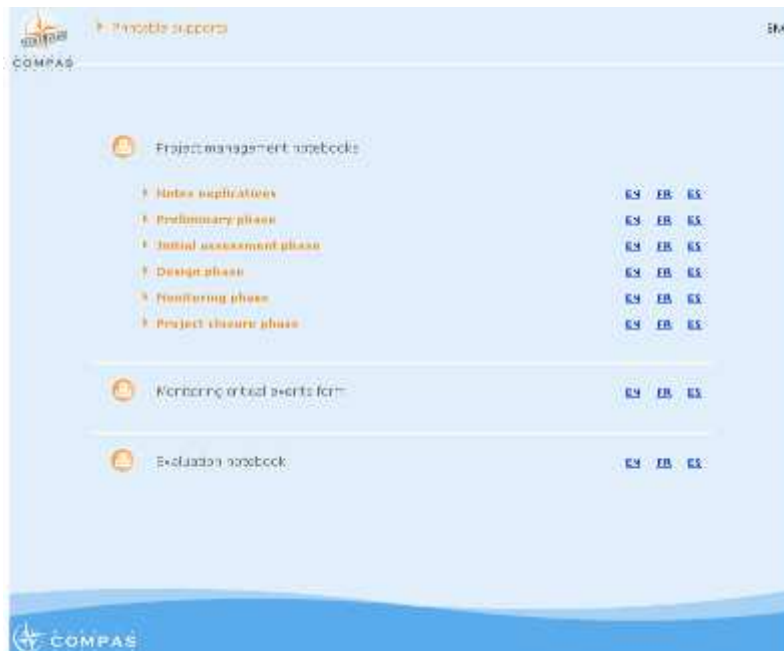 Printable supports
COMPAS
Project management notebooks
Notes explicatives EN FR ES
Preliminary phase EN FR ES
Initial assessment phase EN FR ES
Design phase EN FR ES
Monitoring phase EN FR ES
Project closure phase EN FR ES
Monitoring critical events form EN FR ES
Evaluation notebook EN FR ES
COMPAS